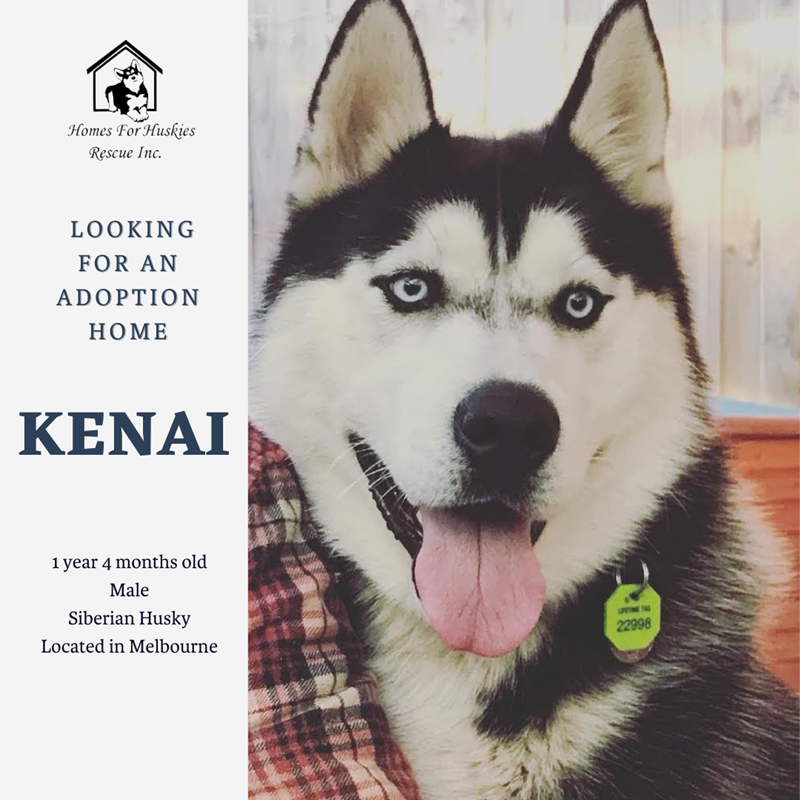 Homes For Huskies
Rescue Inc.
LOOKING
FOR AN
ADOPTION
HOME
KENAI
1 year 4 months old
Male
Siberian Husky
Located in Melbourne
LIFETIME TAG
22998